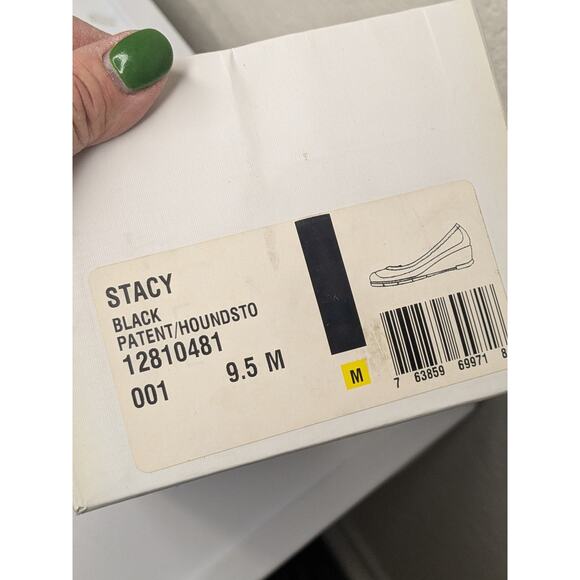 STACY
BLACK
PATENT/HOUNDSTO
12810481
001 9.5 M
M
7 63859 69971 8